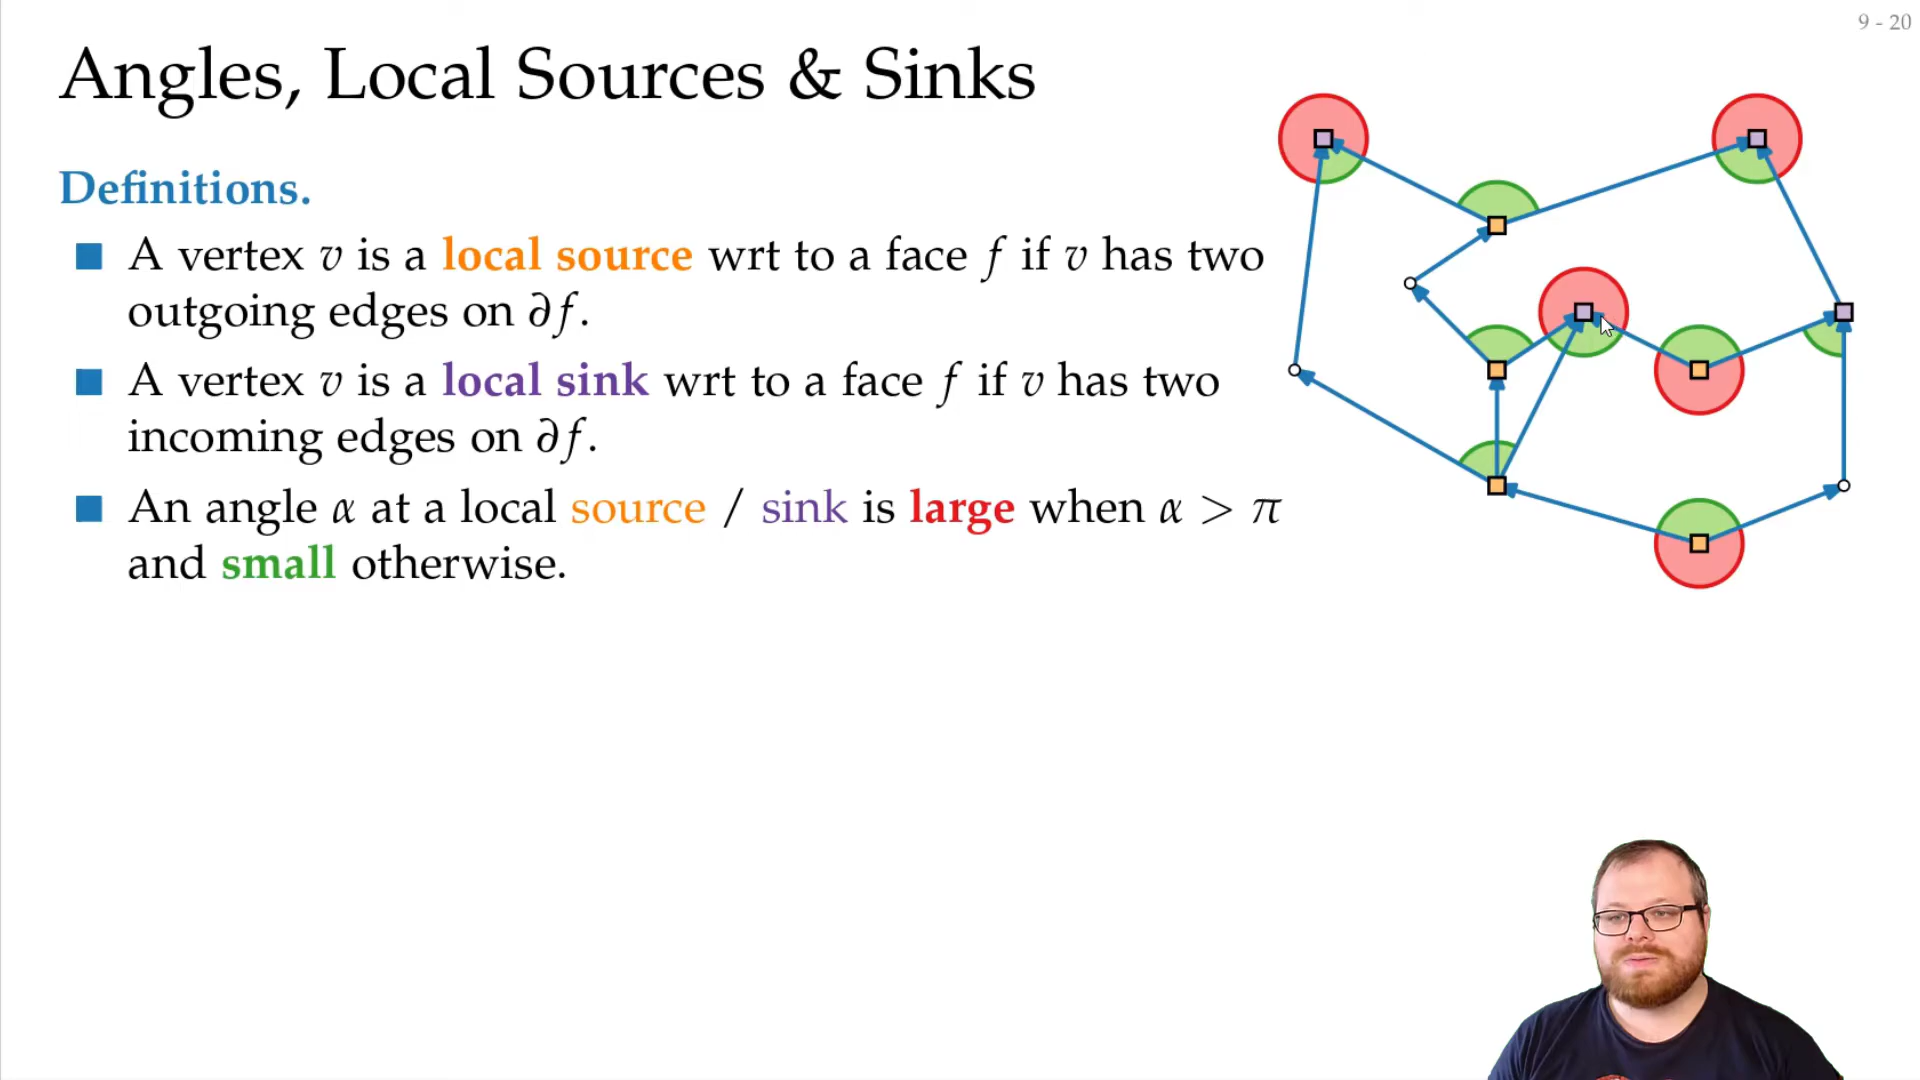 9 - 20
Angles, Local Sources & Sinks
Definitions.
A vertex v is a local source wrt to a face f if v has two
outgoing edges on ∂f.
A vertex v is a local sink wrt to a face f if v has two
incoming edges on ∂f.
An angle α at a local source / sink is large when α > π
and small otherwise.